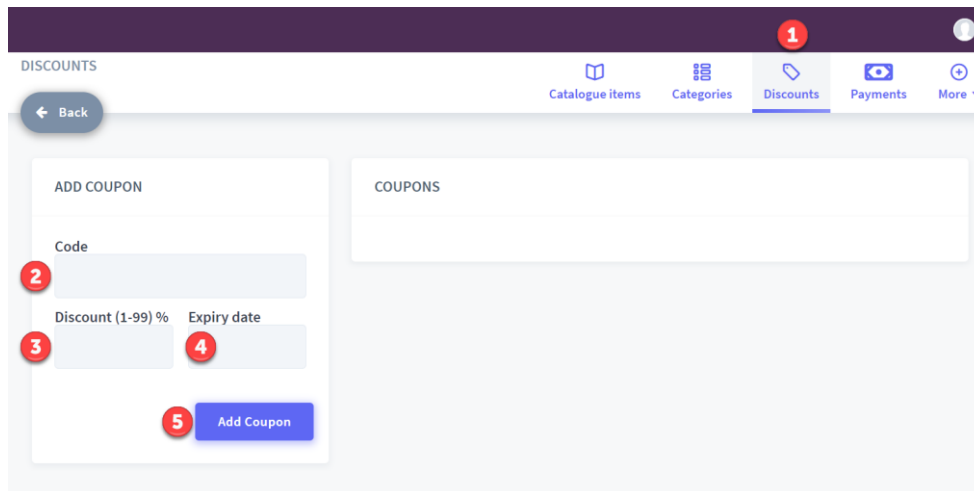 1
DISCOUNTS
Catalogue items
Categories
Discounts
Payments
More
Back
ADD COUPON
COUPONS
Code
2
Discount (1-99) %
Expiry date
3
4
5
Add Coupon